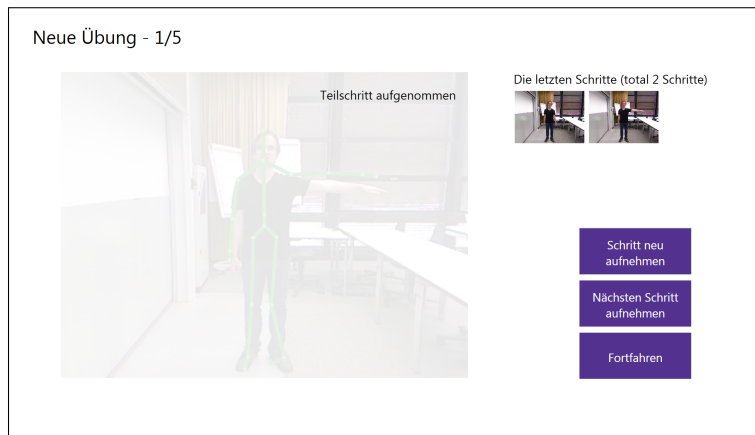 Neue Übung - 1/5
Teilschritt aufgenommen
Die letzten Schritte (total 2 Schritte)
Schritt neu
aufnehmen
Nächsten Schritt
aufnehmen
Fortfahren